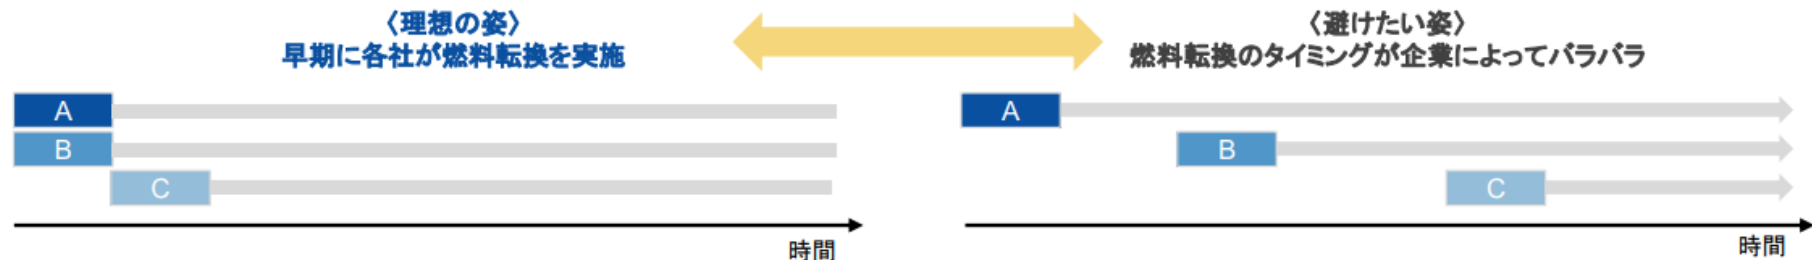 〈理想の姿〉
早期に各社が燃料転換を実施
A
B
C
時間
〈避けたい姿〉
燃料転換のタイミングが企業によってバラバラ
A
B
C
時間